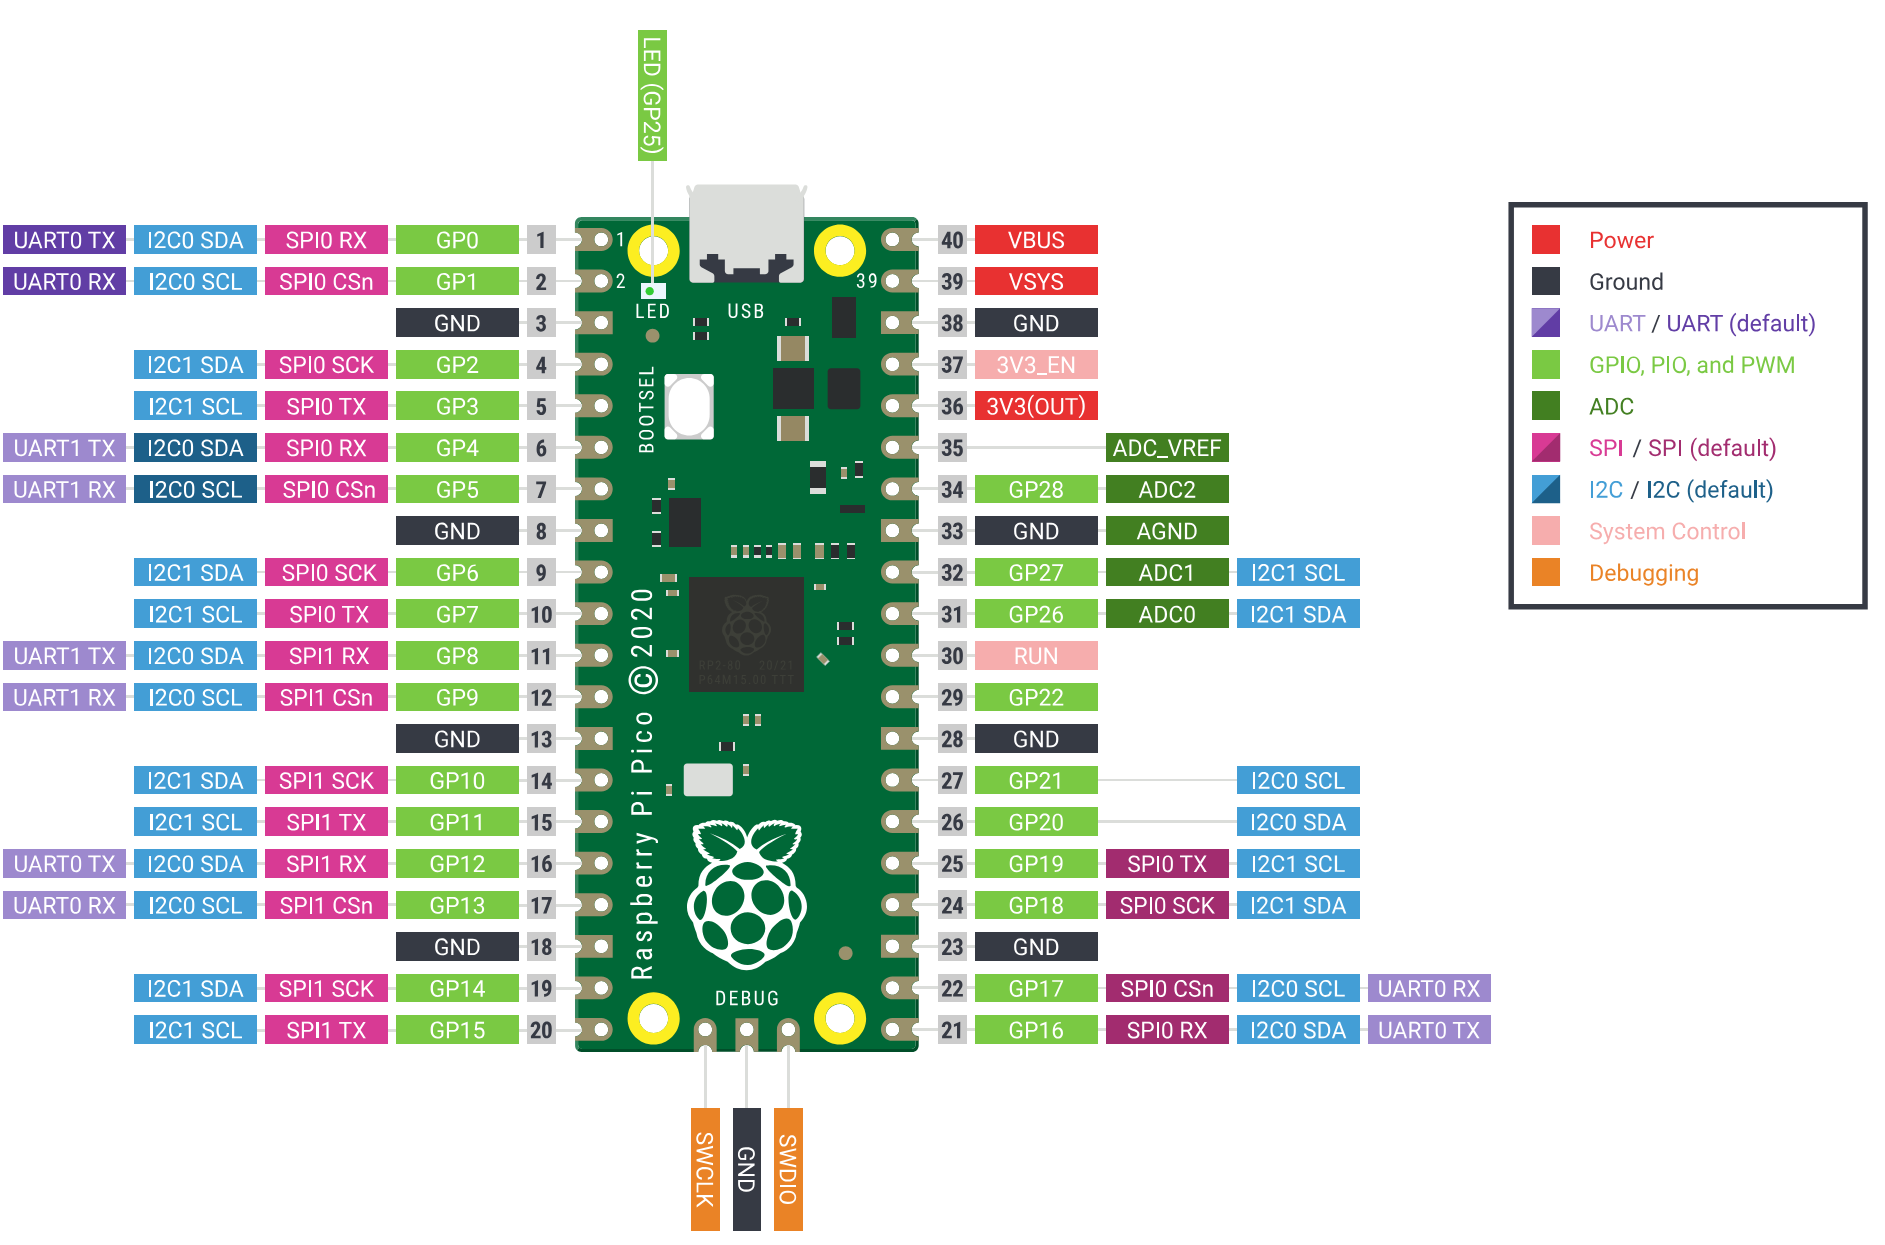 LED (GP25)
UART0 TX I2C0 SDA SPI0 RX GP0 1 1 40 VBUS
UART0 RX I2C0 SCL SPI0 CSn GP1 2 2 39 39 VSYS
LED USB
GND 3 38 GND
I2C1 SDA SPI0 SCK GP2 4 37 3V3_EN
I2C1 SCL SPI0 TX GP3 5 BOOTSEL 36 3V3(OUT)
UART1 TX I2C0 SDA SPI0 RX GP4 6 35 ADC_VREF
UART1 RX I2C0 SCL SPI0 CSn GP5 7 34 GP28 ADC2
GND 8 33 GND AGND
I2C1 SDA SPI0 SCK GP6 9 32 GP27 ADC1 I2C1 SCL
I2C1 SCL SPI0 TX GP7 10 31 GP26 ADC0 I2C1 SDA
UART1 TX I2C0 SDA SPI1 RX GP8 11 30 RUN
RP2-B0 20/21
P64M15.00 TTT
UART1 RX I2C0 SCL SPI1 CSn GP9 12 29 GP22
GND 13 28 GND
I2C1 SDA SPI1 SCK GP10 14 27 GP21 I2C0 SCL
I2C1 SCL SPI1 TX GP11 15 26 GP20 I2C0 SDA
UART0 TX I2C0 SDA SPI1 RX GP12 16 25 GP19 SPI0 TX I2C1 SCL
UART0 RX I2C0 SCL SPI1 CSn GP13 17 24 GP18 SPI0 SCK I2C1 SDA
GND 18 23 GND
I2C1 SDA SPI1 SCK GP14 19 22 GP17 SPI0 CSn I2C0 SCL UART0 RX
I2C1 SCL SPI1 TX GP15 20 21 GP16 SPI0 RX I2C0 SDA UART0 TX
Raspberry Pi Pico ©2020
DEBUG
SWCLK GND SWDIO
Power
Ground
UART / UART (default)
GPIO, PIO, and PWM
ADC
SPI / SPI (default)
I2C / I2C (default)
System Control
Debugging